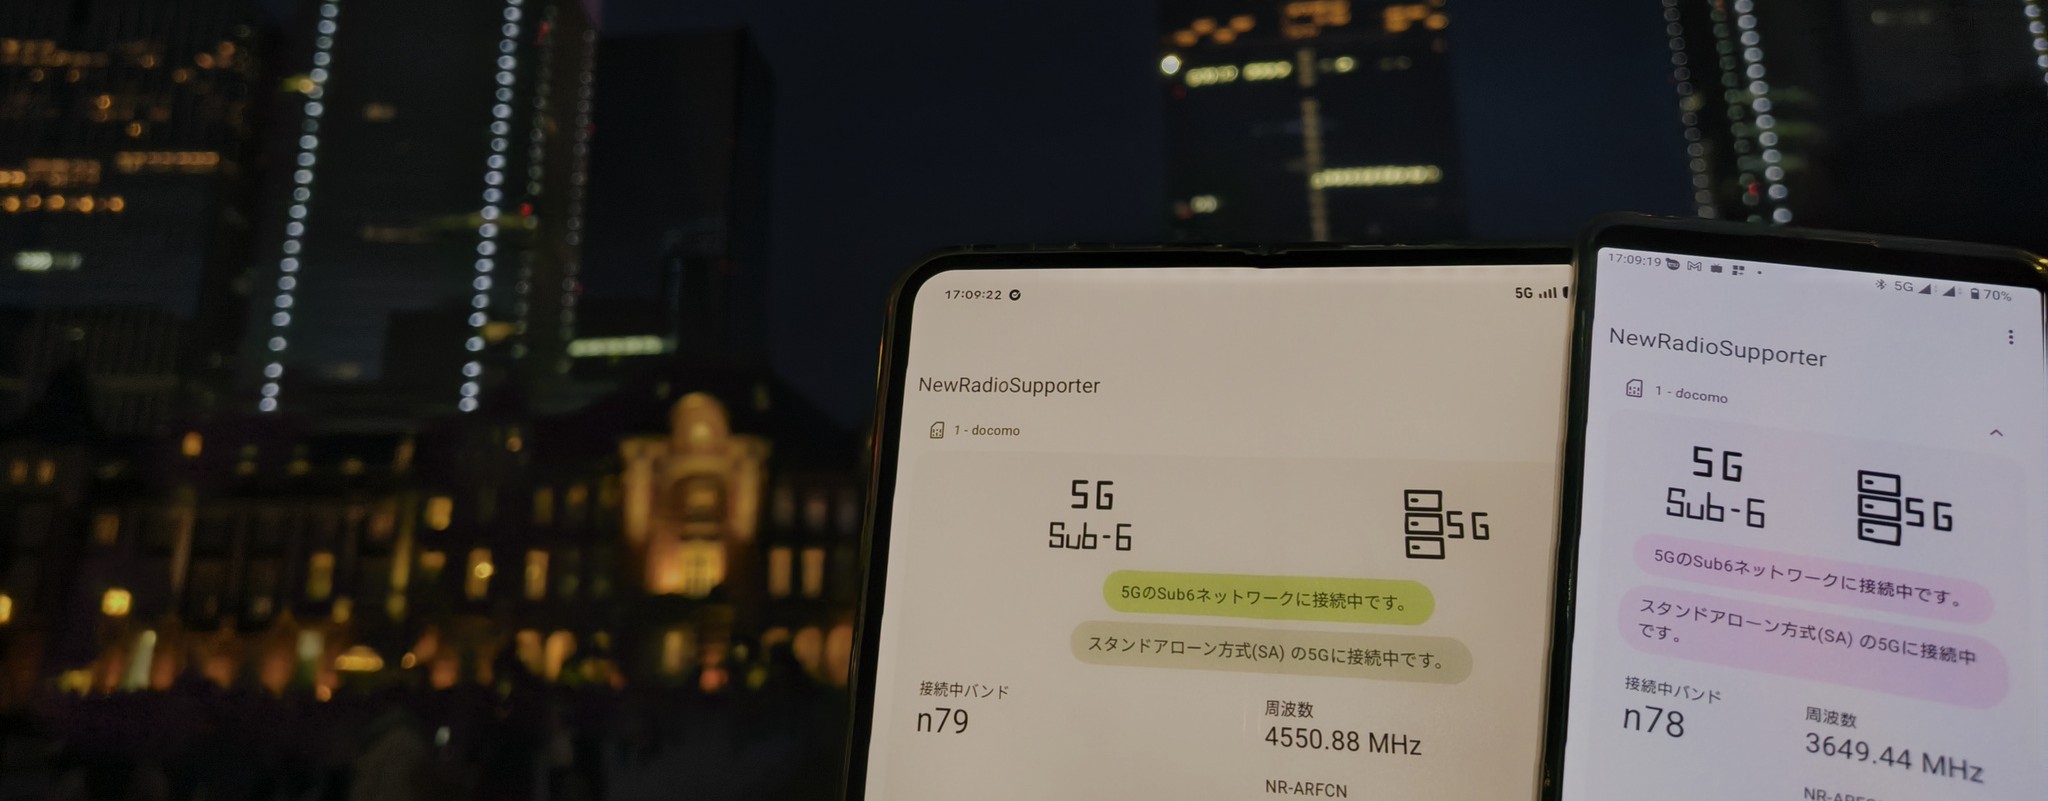 17:09:22
5G
NewRadioSupporter
1 - docomo
5G
Sub-6
5G
5GのSub6ネットワークに接続中です。
スタンドアローン方式(SA) の5Gに接続中です。
接続中バンド
n79
周波数
4550.88 MHz
NR-ARFCN
17:09:19
5G
70%
NewRadioSupporter
1 - docomo
5G
Sub-6
5G
5GのSub6ネットワークに接続中です。
スタンドアローン方式(SA) の5Gに接続中
です。
接続中バンド
n78
周波数
3649.44 MHz